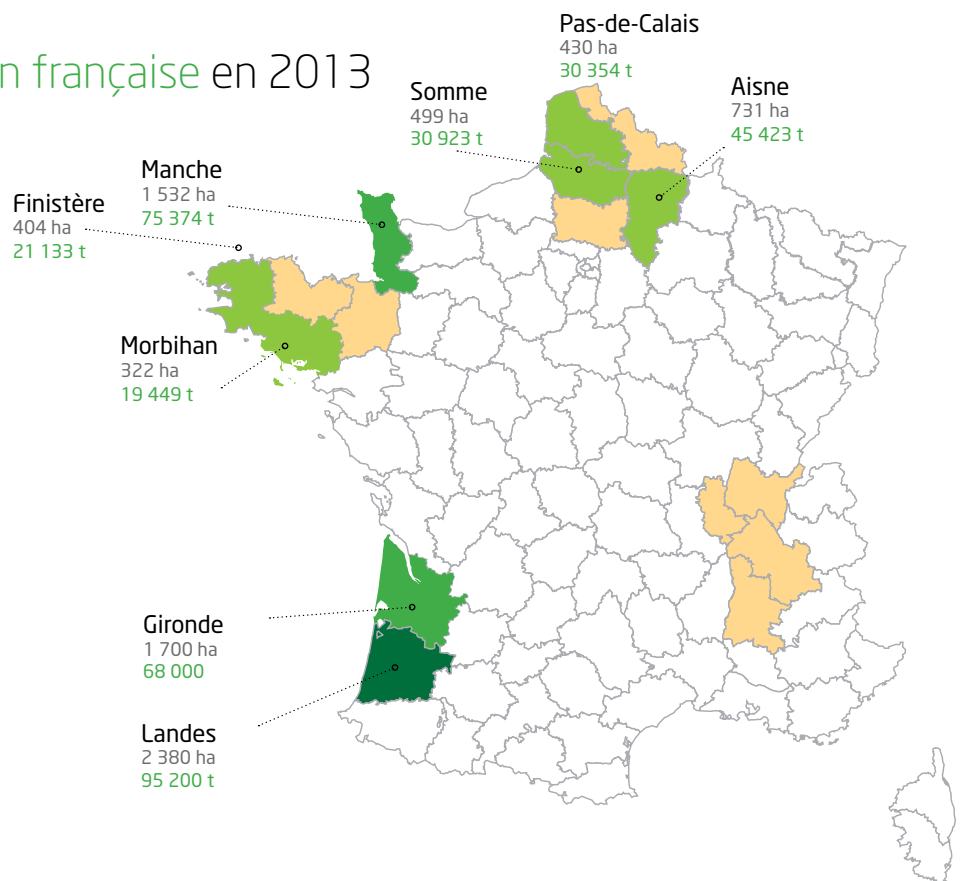 n française en 2013
Pas-de-Calais
430 ha
30 354 t
Somme
499 ha
30 923 t
Aisne
731 ha
45 423 t
Manche
1 532 ha
75 374 t
Finistère
404 ha
21 133 t
Morbihan
322 ha
19 449 t
Gironde
1 700 ha
68 000
Landes
2 380 ha
95 200 t